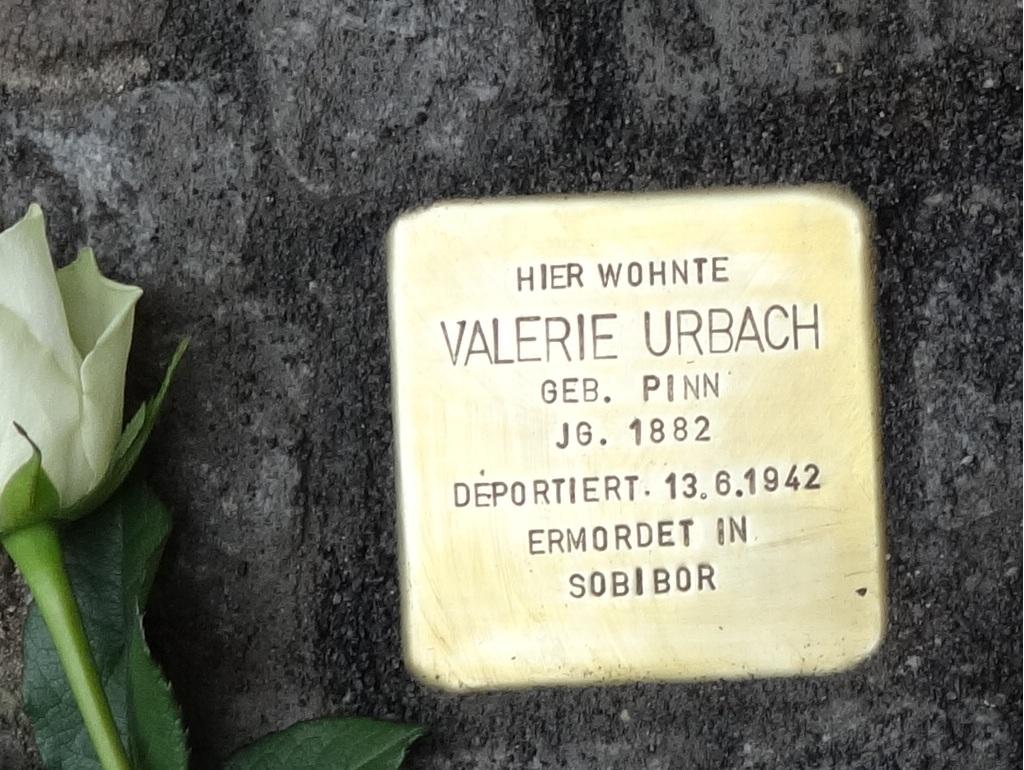 HIER WOHNTE
VALERIE URBACH
GEB. PINN
JG. 1882
DEPORTIERT 13.6.1942
ERMORDET IN
SOBIBOR